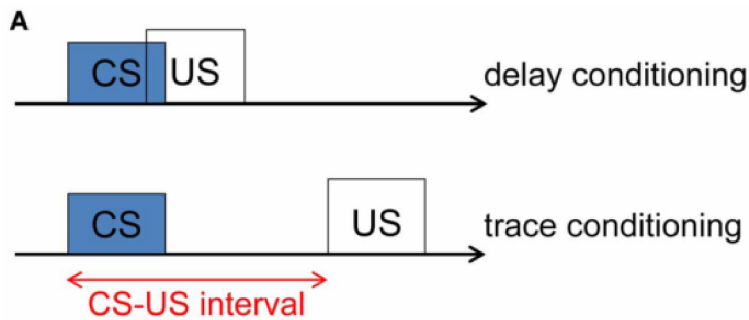 A
CS US delay conditioning
CS US trace conditioning
CS-US interval